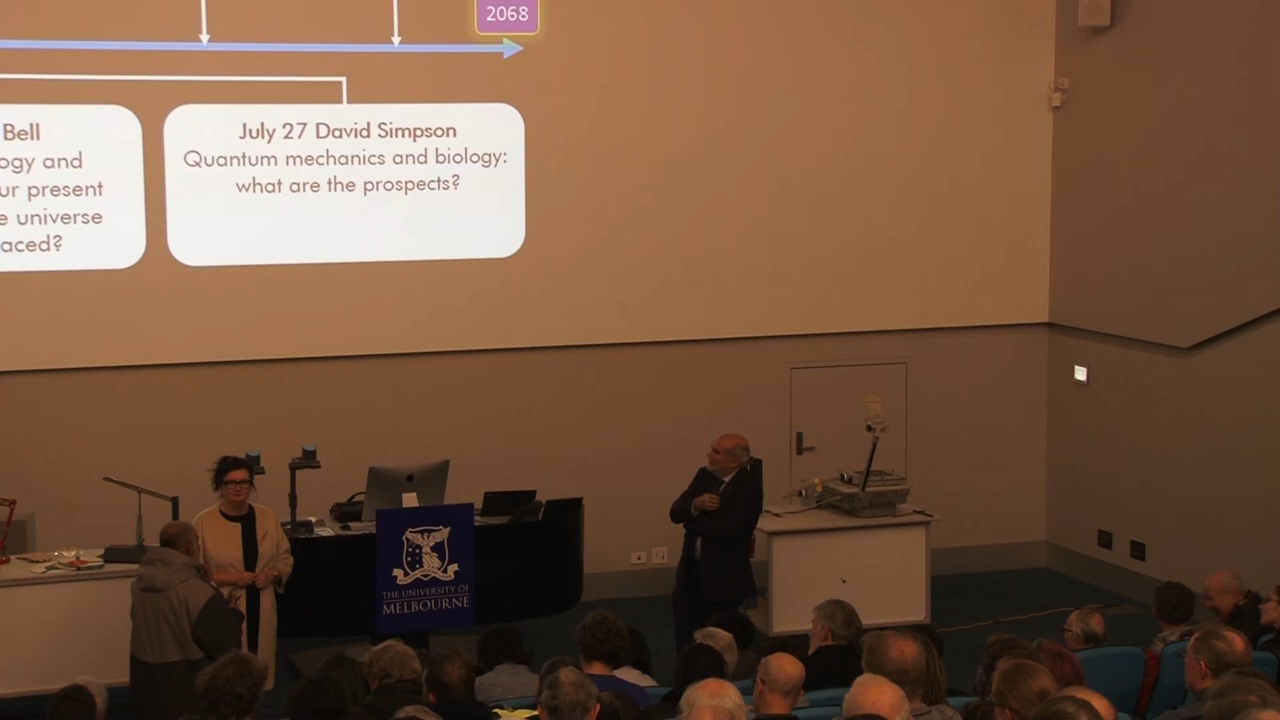 2068
Bell
ogy and
ur present
e universe
aced?
July 27 David Simpson
Quantum mechanics and biology:
what are the prospects?
THE UNIVERSITY OF
MELBOURNE